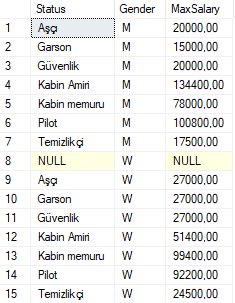 Status Gender MaxSalary
1 Aşçı M 20000,00
2 Garson M 15000,00
3 Güvenlik M 20000,00
4 Kabin Amiri M 134400,00
5 Kabin memuru M 78000,00
6 Pilot M 100800,00
7 Temizlikçi M 17500,00
8 NULL W NULL
9 Aşçı W 27000,00
10 Garson W 27000,00
11 Güvenlik W 27000,00
12 Kabin Amiri W 51400,00
13 Kabin memuru W 99400,00
14 Pilot W 92200,00
15 Temizlikçi W 24500,00